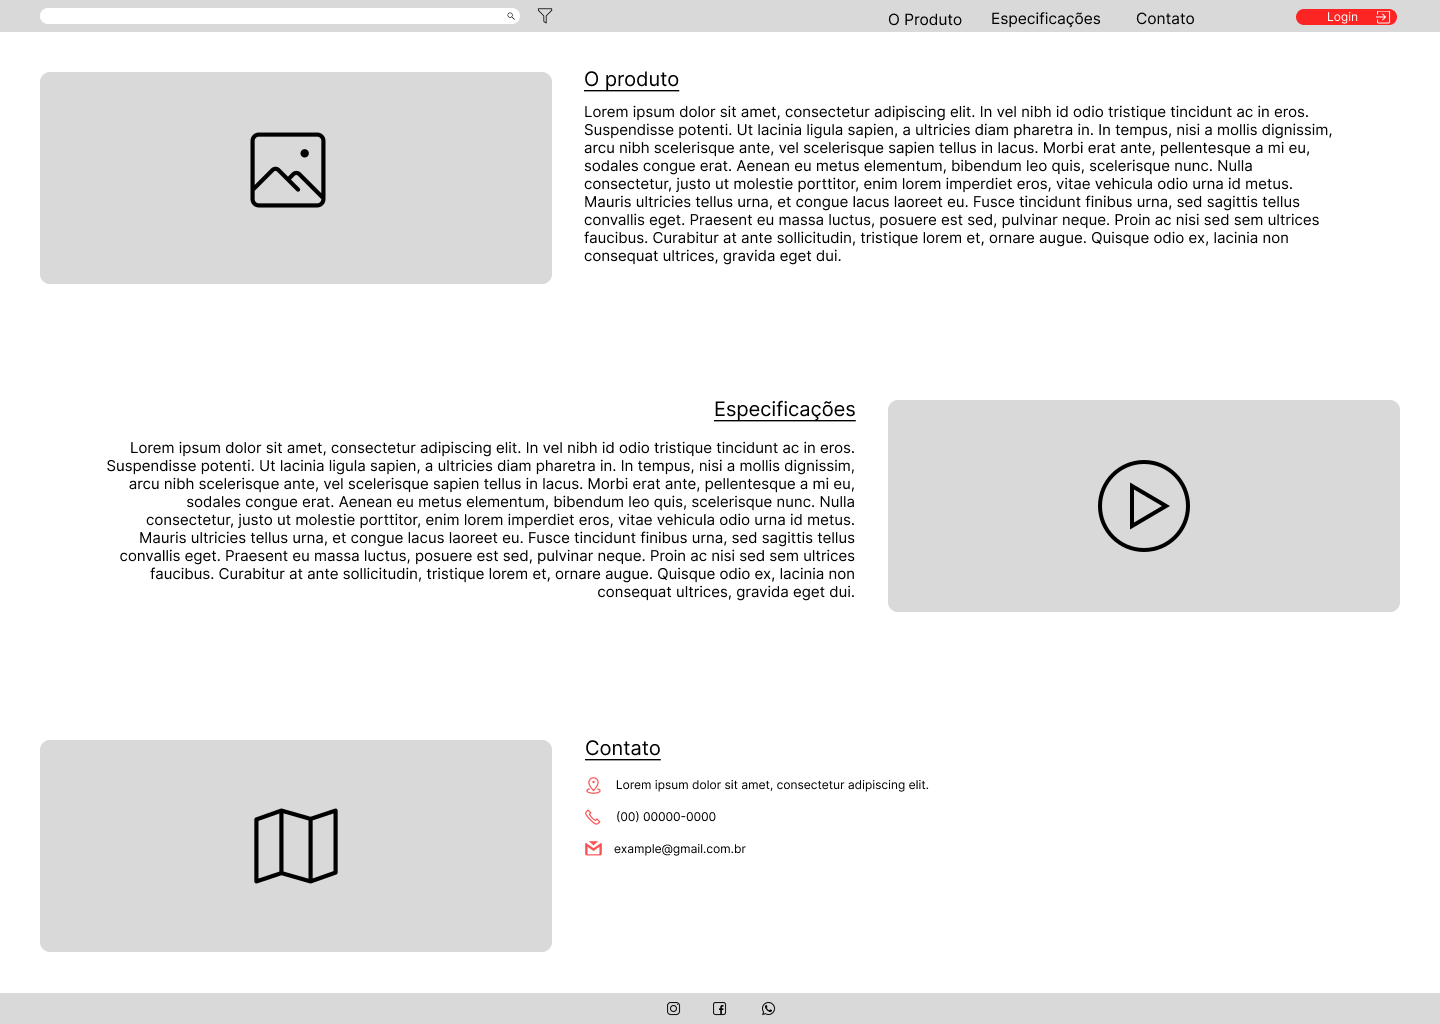 O Produto
Especificações
Contato
Login
O produto
Lorem ipsum dolor sit amet, consectetur adipiscing elit. In vel nibh id odio tristique tincidunt ac in eros.
Suspendisse potenti. Ut lacinia ligula sapien, a ultricies diam pharetra in. In tempus, nisi a mollis dignissim,
arcu nibh scelerisque ante, vel scelerisque sapien tellus in lacus. Morbi erat ante, pellentesque a mi eu,
sodales congue erat. Aenean eu metus elementum, bibendum leo quis, scelerisque nunc. Nulla
consectetur, justo ut molestie porttitor, enim lorem imperdiet eros, vitae vehicula odio urna id metus.
Mauris ultricies tellus urna, et congue lacus laoreet eu. Fusce tincidunt finibus urna, sed sagittis tellus
convallis eget. Praesent eu massa luctus, posuere est sed, pulvinar neque. Proin ac nisi sed sem ultrices
faucibus. Curabitur at ante sollicitudin, tristique lorem et, ornare augue. Quisque odio ex, lacinia non
consequat ultrices, gravida eget dui.
Especificações
Lorem ipsum dolor sit amet, consectetur adipiscing elit. In vel nibh id odio tristique tincidunt ac in eros.
Suspendisse potenti. Ut lacinia ligula sapien, a ultricies diam pharetra in. In tempus, nisi a mollis dignissim,
arcu nibh scelerisque ante, vel scelerisque sapien tellus in lacus. Morbi erat ante, pellentesque a mi eu,
sodales congue erat. Aenean eu metus elementum, bibendum leo quis, scelerisque nunc. Nulla
consectetur, justo ut molestie porttitor, enim lorem imperdiet eros, vitae vehicula odio urna id metus.
Mauris ultricies tellus urna, et congue lacus laoreet eu. Fusce tincidunt finibus urna, sed sagittis tellus
convallis eget. Praesent eu massa luctus, posuere est sed, pulvinar neque. Proin ac nisi sed sem ultrices
faucibus. Curabitur at ante sollicitudin, tristique lorem et, ornare augue. Quisque odio ex, lacinia non
consequat ultrices, gravida eget dui.
Contato
Lorem ipsum dolor sit amet, consectetur adipiscing elit.
(00) 00000-0000
example@gmail.com.br